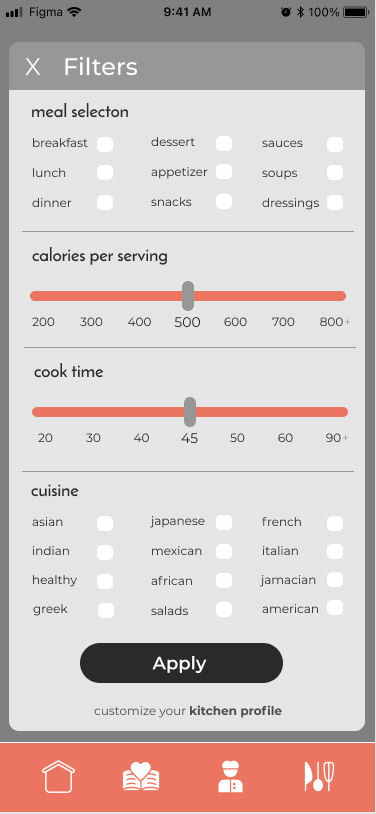 Figma 9:41 AM 100%
X Filters
meal selecton
breakfast dessert sauces
lunch appetizer soups
dinner snacks dressings
calories per serving
200 300 400 500 600 700 800+
cook time
20 30 40 45 50 60 90+
cuisine
asian japanese french
indian mexican italian
healthy african jamacian
greek salads american
Apply
customize your kitchen profile